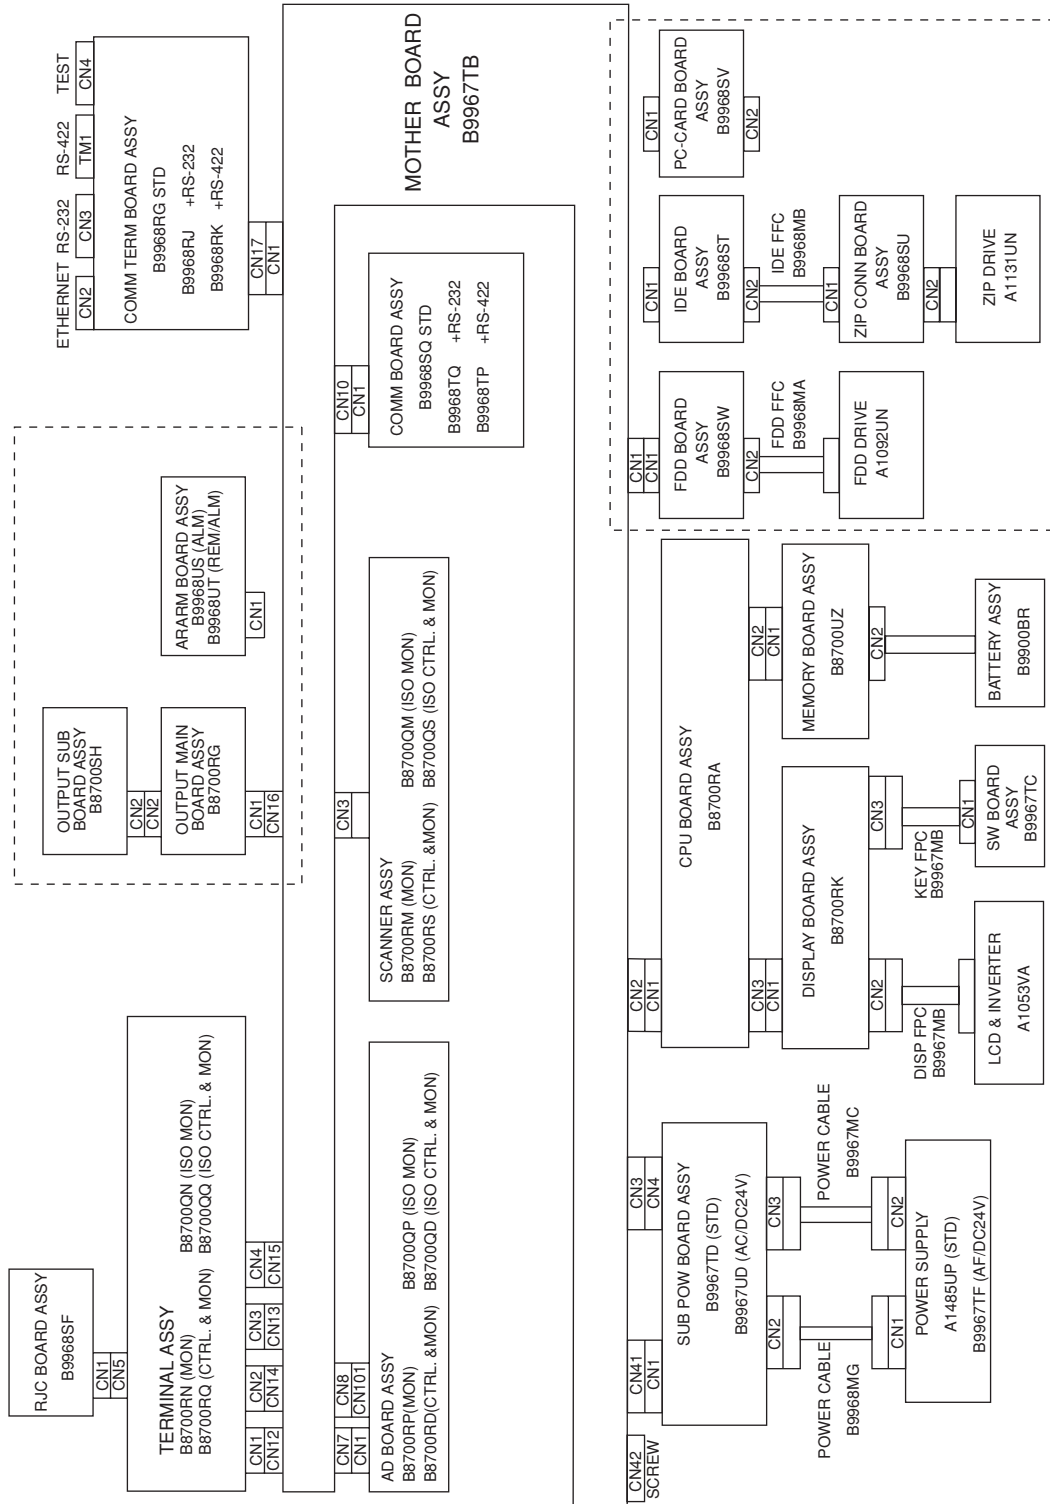 RJC BOARD ASSY
B9968SF
CN1
CN5
TERMINAL ASSY
B8700RN (MON)
B8700QN (ISO MON)
B8700RQ (CTRL. & MON)
B8700QQ (ISO CTRL. & MON)
CN1
CN12
CN2
CN14
CN3
CN13
CN4
CN15
OUTPUT SUB
BOARD ASSY
B8700SH
CN2
CN2
OUTPUT MAIN
BOARD ASSY
B8700RG
CN1
CN16
ARARM BOARD ASSY
B9968US (ALM)
B9968UT (REM/ALM)
CN1
ETHERNET
RS-232
RS-422
TEST
CN2
CN3
TM1
CN4
COMM TERM BOARD ASSY
B9968RG STD
B9968RJ +RS-232
B9968RK +RS-422
CN17
CN1
MOTHER BOARD
ASSY
B9967TB
CN7
CN1
CN8
CN101
AD BOARD ASSY
B8700RP(MON)
B8700QP (ISO MON)
B8700RD(CTRL. &MON)
B8700QD (ISO CTRL. & MON)
CN3
SCANNER ASSY
B8700RM (MON)
B8700QM (ISO MON)
B8700RS (CTRL. &MON)
B8700QS (ISO CTRL. & MON)
CN10
CN1
COMM BOARD ASSY
B9968SQ STD
B9968TQ +RS-232
B9968TP +RS-422
CN42
SCREW
CN41
CN1
CN3
CN4
SUB POW BOARD ASSY
B9967TD (STD)
B9967UD (AC/DC24V)
CN2
CN3
POWER CABLE
B9968MG
POWER CABLE
B9967MC
CN1
CN2
POWER SUPPLY
A1485UP (STD)
B9967TF (AF/DC24V)
CN2
CN1
CPU BOARD ASSY
B8700RA
CN3
CN1
CN2
CN1
DISPLAY BOARD ASSY
B8700RK
CN2
CN3
DISP FPC
B9967MB
KEY FPC
B9967MB
LCD & INVERTER
A1053VA
CN1
SW BOARD
ASSY
B9967TC
MEMORY BOARD ASSY
B8700UZ
CN2
BATTERY ASSY
B9900BR
CN1
CN1
FDD BOARD
ASSY
B9968SW
CN2
FDD FFC
B9968MA
FDD DRIVE
A1092UN
CN1
IDE BOARD
ASSY
B9968ST
CN2
IDE FFC
B9968MB
CN1
ZIP CONN BOARD
ASSY
B9968SU
CN2
ZIP DRIVE
A1131UN
CN1
PC-CARD BOARD
ASSY
B9968SV
CN2